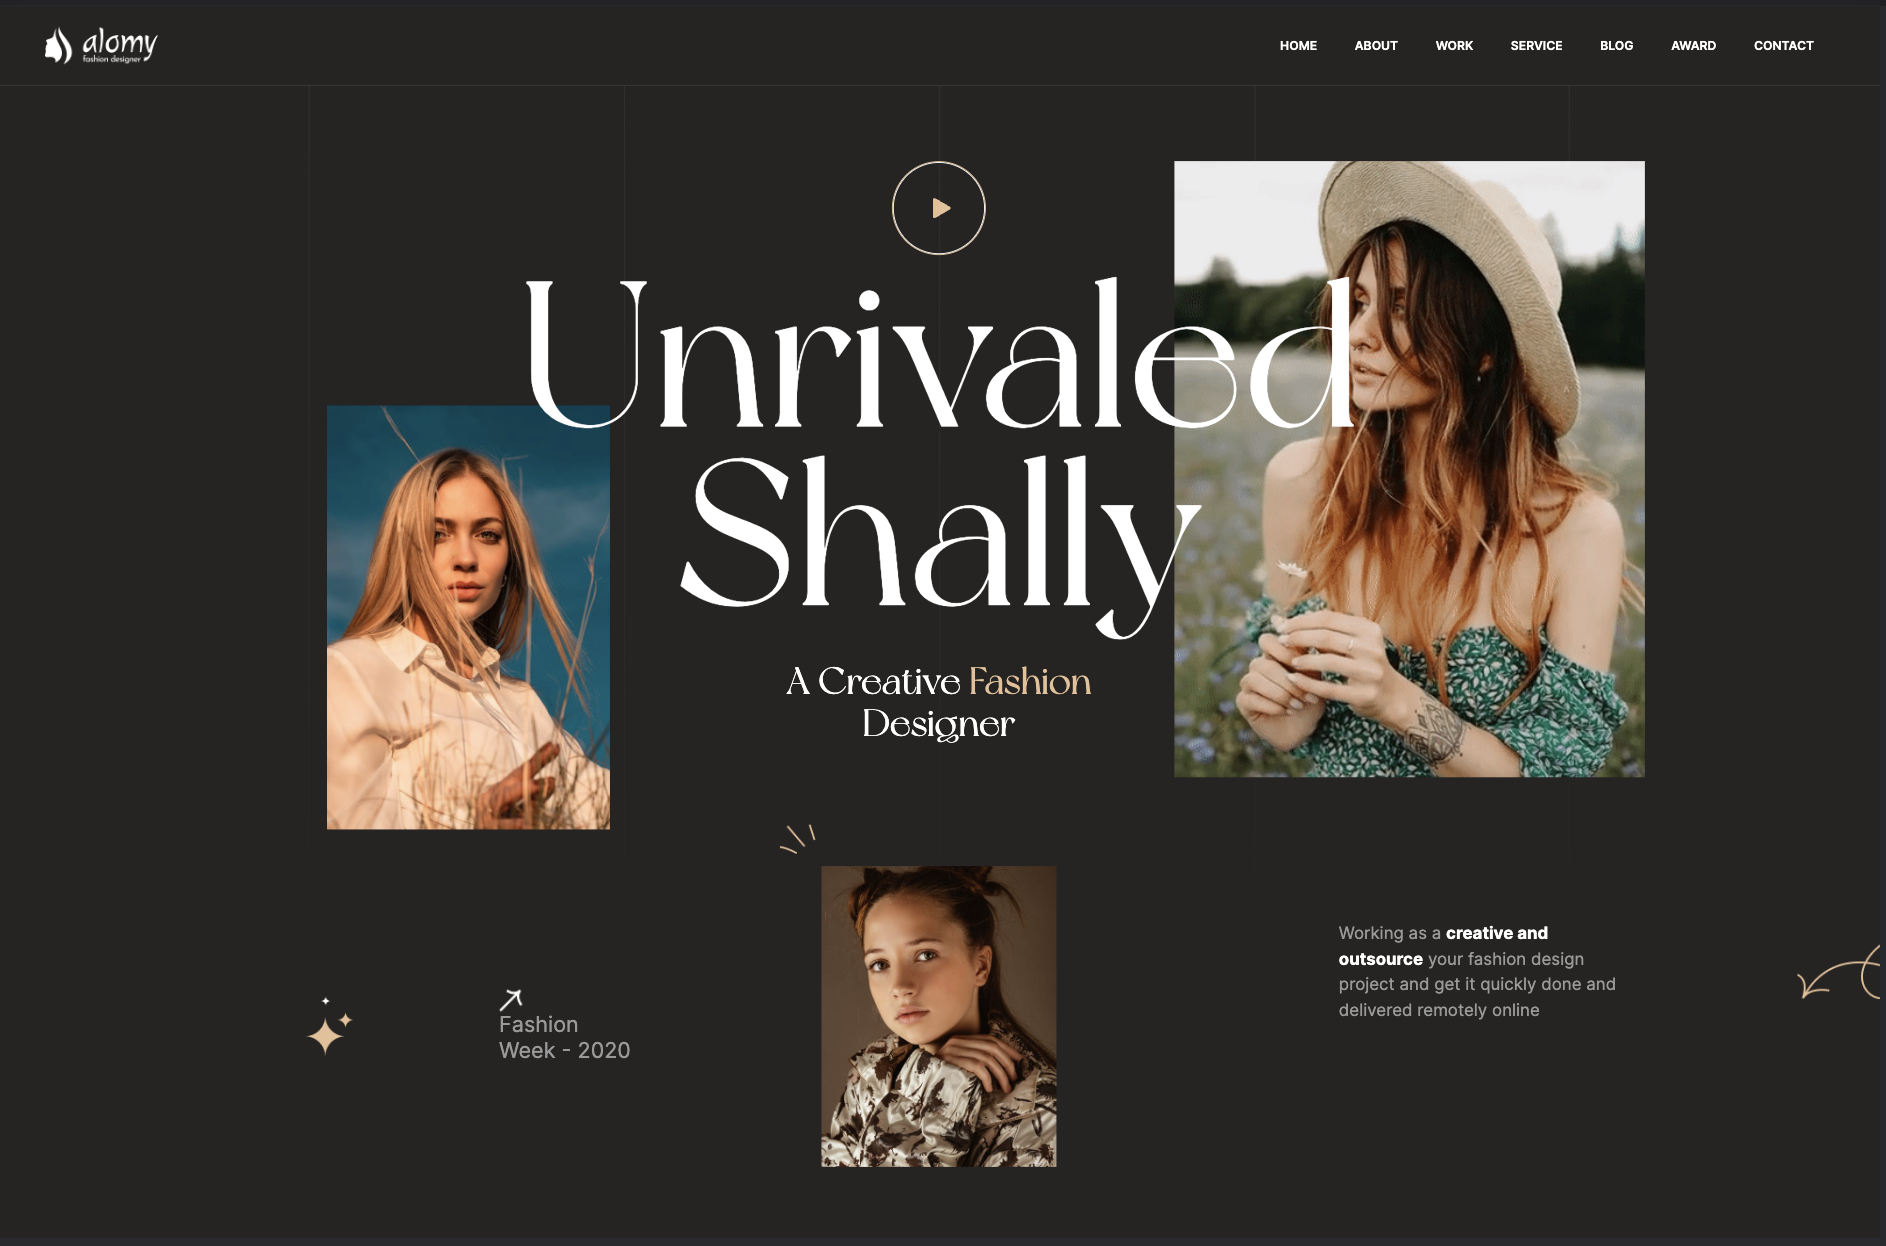 alomy
fashion designer
HOME ABOUT WORK SERVICE BLOG AWARD CONTACT
Unrivaled
Shally
A Creative Fashion
Designer
Working as a creative and
outsource your fashion design
project and get it quickly done and
delivered remotely online
Fashion
Week - 2020